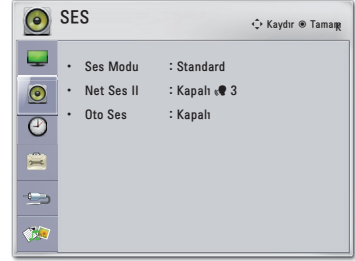 SES
Kaydır Tamam
• Ses Modu : Standard
• Net Ses II : Kapalı 3
• Oto Ses : Kapalı